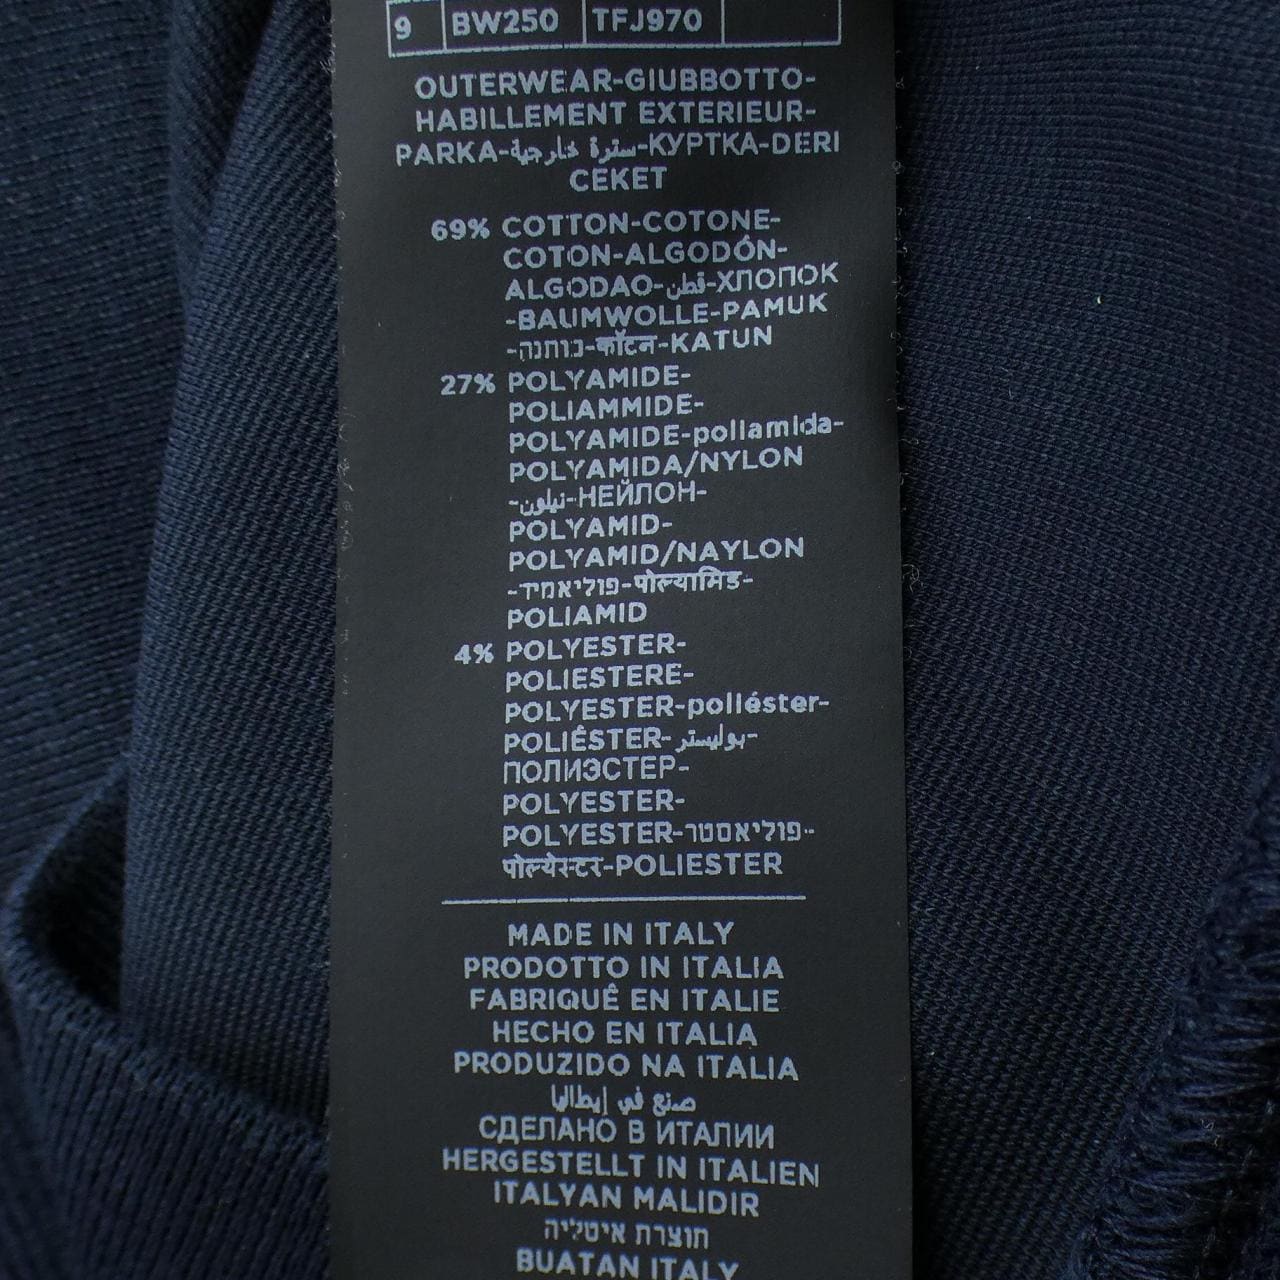 9 BW250 TFJ970
OUTERWEAR-GIUBBOTTO-
HABILLEMENT EXTERIEUR-
PARKA-سترة خارجية-КУРТКА-DERI
CEKET
69% COTTON-COTONE-
COTON-ALGODÓN-
ALGODAO-قطن-ХЛОПОК
-BAUMWOLLE-PAMUK
-כותנה-कॉटन-KATUN
27% POLYAMIDE-
POLIAMMIDE-
POLYAMIDE-poliamida-
POLYAMIDA/NYLON
-نيلون-НЕЙЛОН-
POLYAMID-
POLYAMID/NAYLON
-פוליאמיד-पोल्यामिड-
POLIAMID
4% POLYESTER-
POLIESTERE-
POLYESTER-poliéster-
POLIÊSTER-بوليستر-
ПОЛИЭСТЕР-
POLYESTER-
POLYESTER-פוליאסטר-
पोल्येस्टर-POLIESTER
MADE IN ITALY
PRODOTTO IN ITALIA
FABRIQUÊ EN ITALIE
HECHO EN ITALIA
PRODUZIDO NA ITALIA
صنع في إيطاليا
СДЕЛАНО В ИТАЛИИ
HERGESTELLT IN ITALIEN
ITALYAN MALIDIR
תוצרת איטליה
BUATAN ITALY